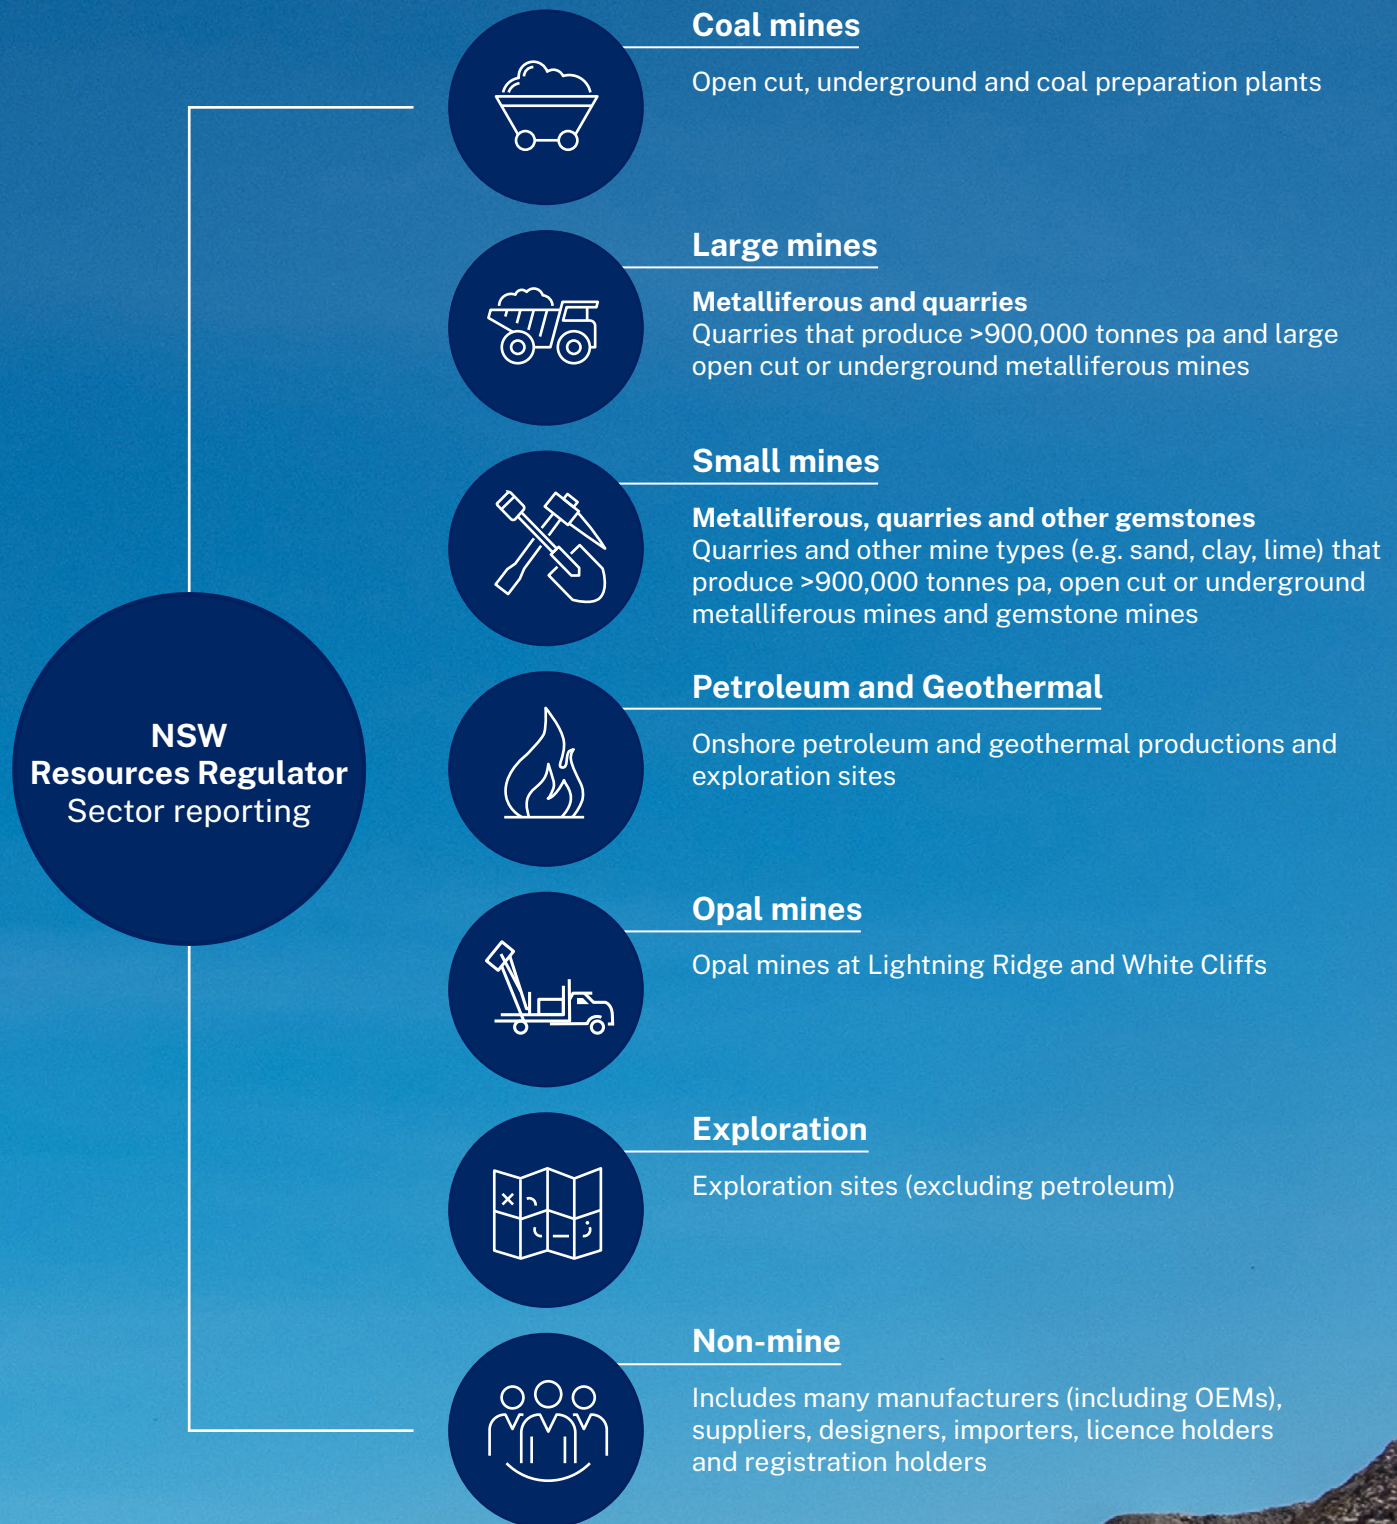 Coal mines
Open cut, underground and coal preparation plants
Large mines
Metalliferous and quarries
Quarries that produce >900,000 tonnes pa and large
open cut or underground metalliferous mines
Small mines
Metalliferous, quarries and other gemstones
Quarries and other mine types (e.g. sand, clay, lime) that
produce >900,000 tonnes pa, open cut or underground
metalliferous mines and gemstone mines
NSW
Resources Regulator
Sector reporting
Petroleum and Geothermal
Onshore petroleum and geothermal productions and
exploration sites
Opal mines
Opal mines at Lightning Ridge and White Cliffs
Exploration
Exploration sites (excluding petroleum)
Non-mine
Includes many manufacturers (including OEMs),
suppliers, designers, importers, licence holders
and registration holders